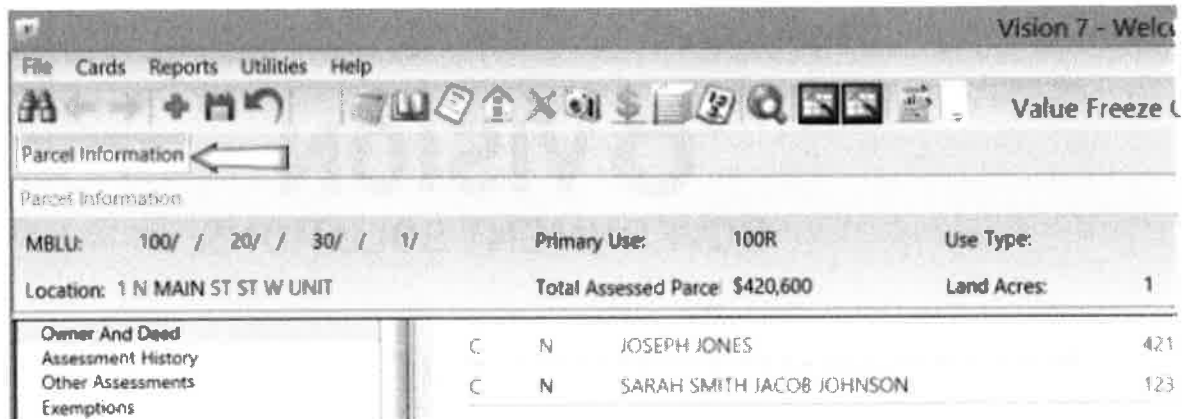 Vision 7 - Welc
File Cards Reports Utilities Help
Value Freeze
Parcel Information
Parcel Information
MBLU: 100/ / 20/ / 30/ / 1/ Primary Use: 100R Use Type:
Location: 1 N MAIN ST ST W UNIT Total Assessed Parce $420,600 Land Acres: 1
Owner And Deed
Assessment History
Other Assessments
Exemptions
C N JOSEPH JONES 421
C N SARAH SMITH JACOB JOHNSON 123